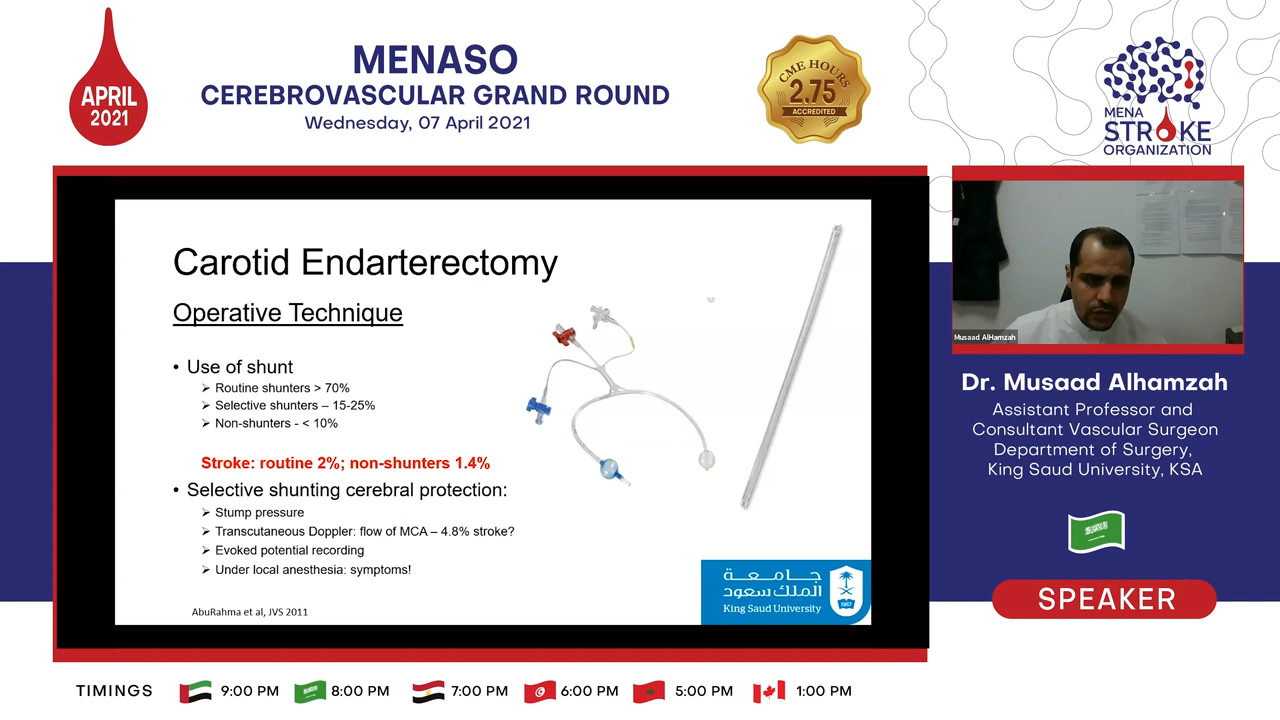 APRIL
2021
MENASO
CEREBROVASCULAR GRAND ROUND
Wednesday, 07 April 2021
CME HOURS
2.75
ACCREDITED
MENA
STROKE
ORGANIZATION
Carotid Endarterectomy
Operative Technique
• Use of shunt
➢ Routine shunters > 70%
➢ Selective shunters – 15-25%
➢ Non-shunters - < 10%
Stroke: routine 2%; non-shunters 1.4%
• Selective shunting cerebral protection:
➢ Stump pressure
➢ Transcutaneous Doppler: flow of MCA – 4.8% stroke?
➢ Evoked potential recording
➢ Under local anesthesia: symptoms!
AbuRahma et al, JVS 2011
جامعة
الملك سعود
King Saud University
1957
Musaad AlHamzah
Dr. Musaad Alhamzah
Assistant Professor and
Consultant Vascular Surgeon
Department of Surgery,
King Saud University, KSA
SPEAKER
TIMINGS 9:00 PM 8:00 PM 7:00 PM 6:00 PM 5:00 PM 1:00 PM